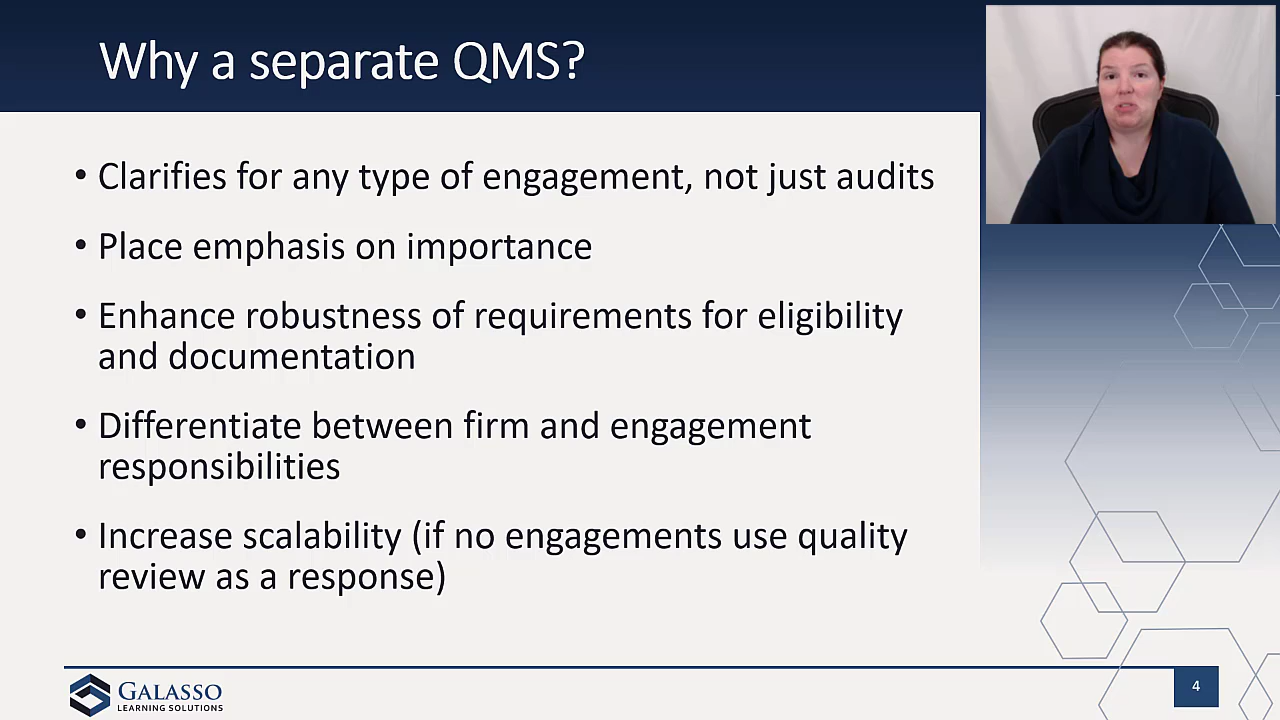 Why a separate QMS?
• Clarifies for any type of engagement, not just audits
• Place emphasis on importance
• Enhance robustness of requirements for eligibility
and documentation
• Differentiate between firm and engagement
responsibilities
• Increase scalability (if no engagements use quality
review as a response)
GALASSO
LEARNING SOLUTIONS
4